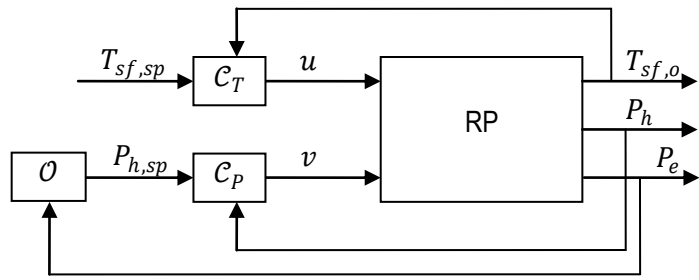 T_{sf,sp} C_T u RP T_{sf,o}
P_h
O P_{h,sp} C_P v P_e